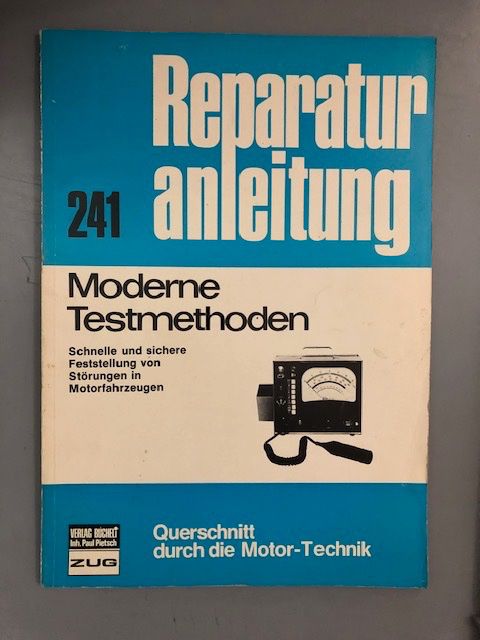 Reparatur
anleitung
241
Moderne
Testmethoden
Schnelle und sichere
Feststellung von
Störungen in
Motorfahrzeugen
VERLAG BÜCHELI
Inh. Paul Pietsch
ZUG
Querschnitt
durch die Motor-Technik